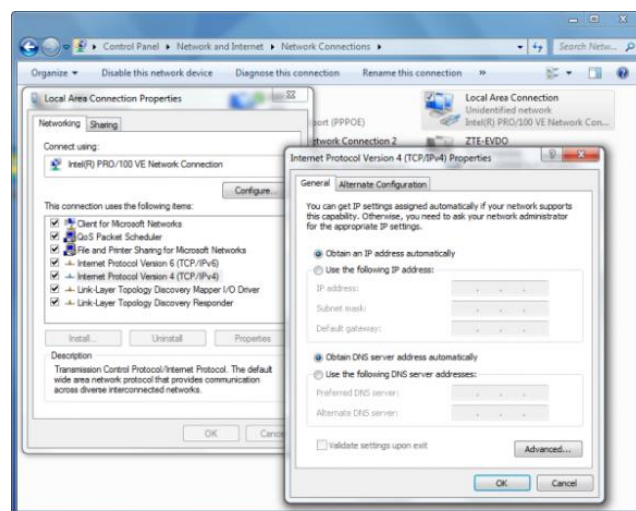 Control Panel ▸ Network and Internet ▸ Network Connections ▸
Search Netw...
Organize
Disable this network device
Diagnose this connection
Rename this connection
»
Local Area Connection Properties
Networking
Sharing
Connect using:
Intel(R) PRO/100 VE Network Connection
Configure...
This connection uses the following items:
Client for Microsoft Networks
QoS Packet Scheduler
File and Printer Sharing for Microsoft Networks
Internet Protocol Version 6 (TCP/IPv6)
Internet Protocol Version 4 (TCP/IPv4)
Link-Layer Topology Discovery Mapper I/O Driver
Link-Layer Topology Discovery Responder
Install...
Uninstall
Properties
Description
Transmission Control Protocol/Internet Protocol. The default
wide area network protocol that provides communication
across diverse interconnected networks.
OK
(PPPOE)
Connection 2
Local Area Connection
Unidentified network
Intel(R) PRO/100 VE Network Con...
ZTE-EVDO
Internet Protocol Version 4 (TCP/IPv4) Properties
General
Alternate Configuration
You can get IP settings assigned automatically if your network supports
this capability. Otherwise, you need to ask your network administrator
for the appropriate IP settings.
Obtain an IP address automatically
Use the following IP address:
IP address:
Subnet mask:
Default gateway:
Obtain DNS server address automatically
Use the following DNS server addresses:
Preferred DNS server:
Alternate DNS server:
Validate settings upon exit
Advanced...
OK
Cancel